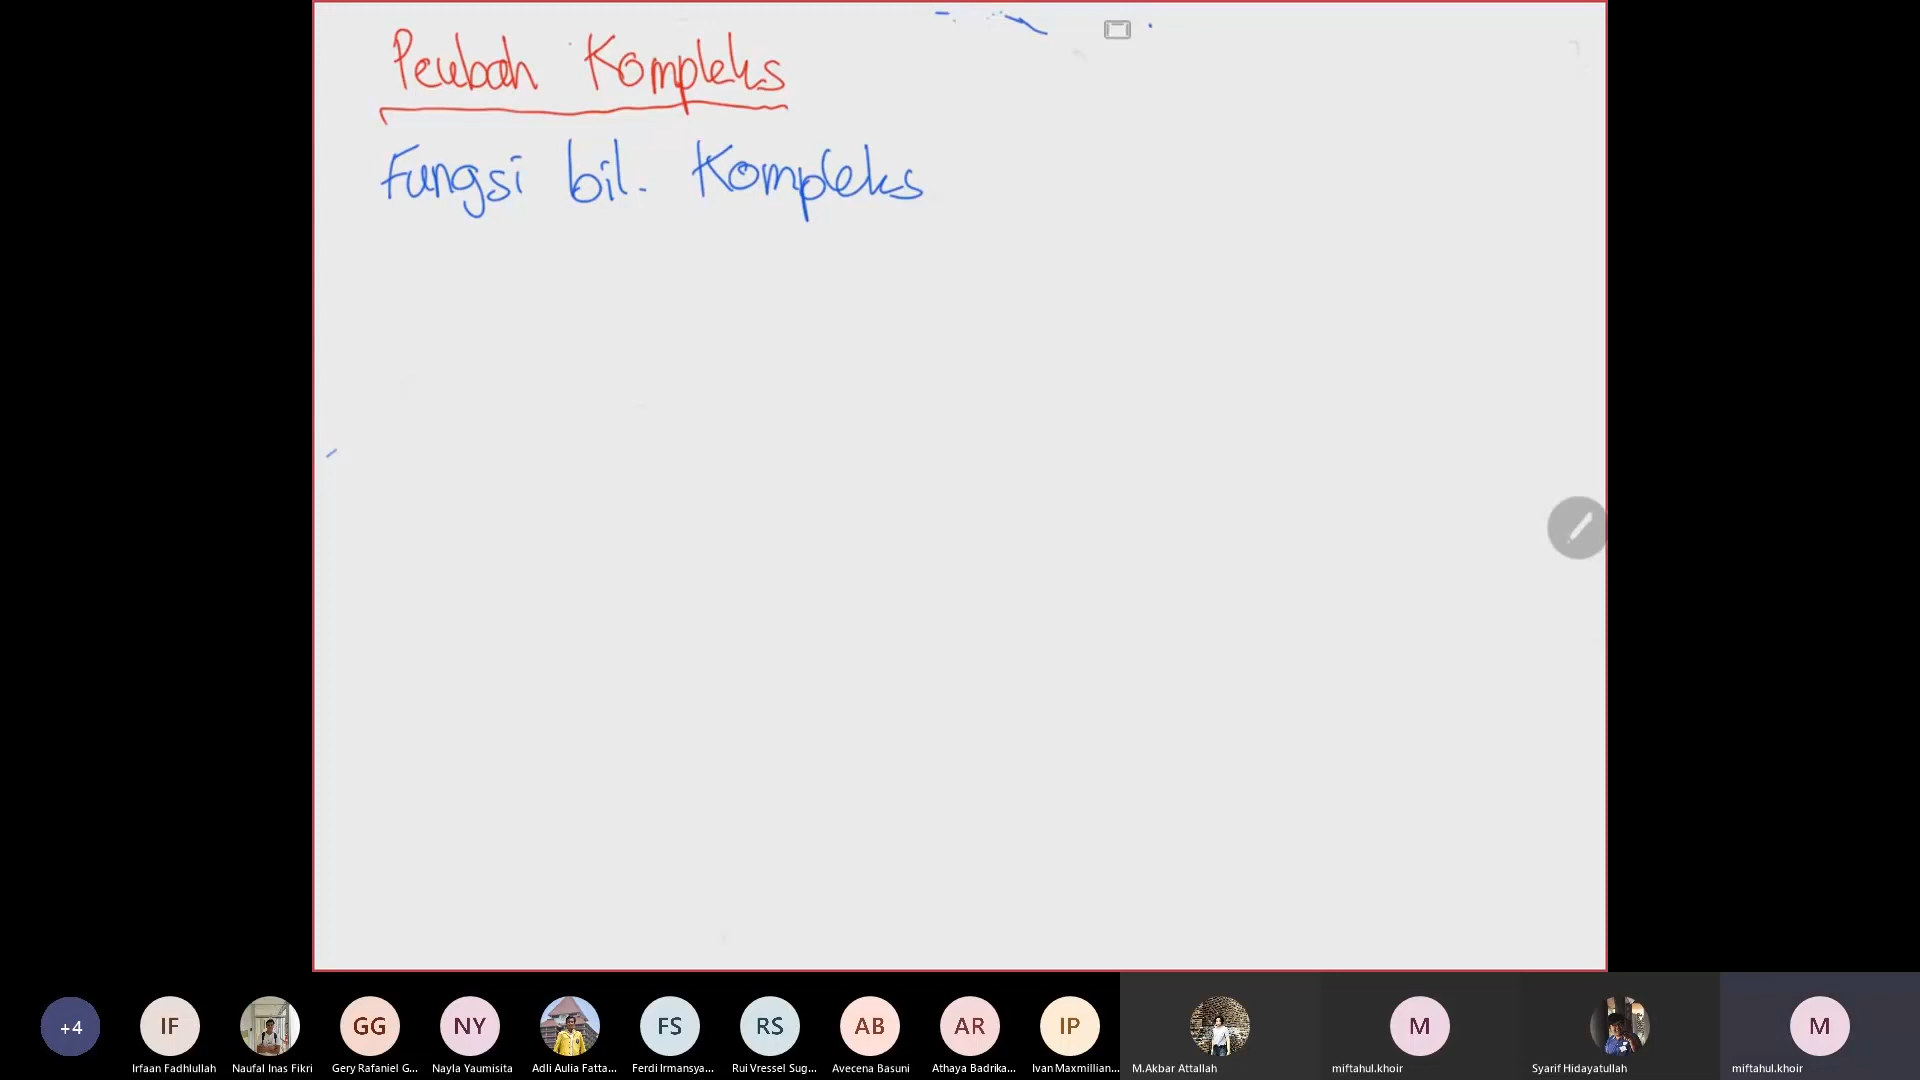 Peubah Kompleks
Fungsi bil. Kompleks
+4
IF
GG
NY
FS
RS
AB
AR
IP
M
M
Irfaan Fadhlullah
Naufal Inas Fikri
Gery Rafaniel G...
Nayla Yaumisita
Adli Aulia Fatta...
Ferdi Irmansya...
Rui Vressel Sug...
Avecena Basuni
Athaya Badrika...
Ivan Maxmillian...
M.Akbar Attallah
miftahul.khoir
Syarif Hidayatullah
miftahul.khoir